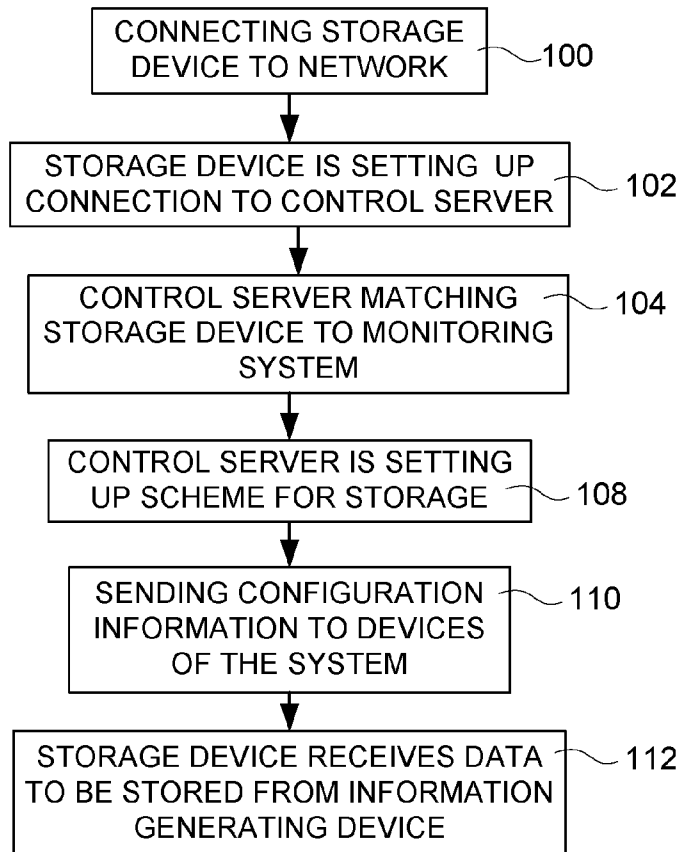 CONNECTING STORAGE
DEVICE TO NETWORK
100
STORAGE DEVICE IS SETTING UP
CONNECTION TO CONTROL SERVER
102
CONTROL SERVER MATCHING
STORAGE DEVICE TO MONITORING
SYSTEM
104
CONTROL SERVER IS SETTING
UP SCHEME FOR STORAGE
108
SENDING CONFIGURATION
INFORMATION TO DEVICES
OF THE SYSTEM
110
STORAGE DEVICE RECEIVES DATA
TO BE STORED FROM INFORMATION
GENERATING DEVICE
112